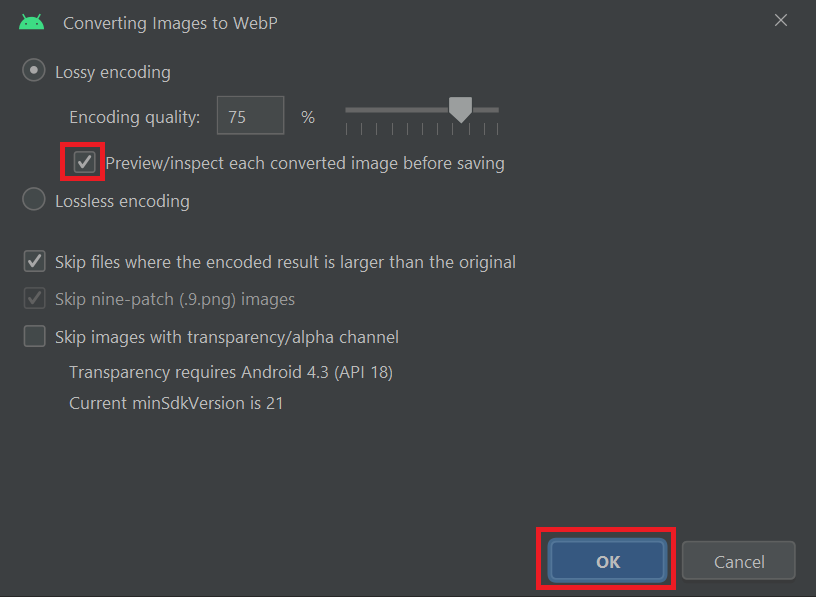 Converting Images to WebP
Lossy encoding
Encoding quality: 75 %
Preview/inspect each converted image before saving
Lossless encoding
Skip files where the encoded result is larger than the original
Skip nine-patch (.9.png) images
Skip images with transparency/alpha channel
Transparency requires Android 4.3 (API 18)
Current minSdkVersion is 21
OK Cancel